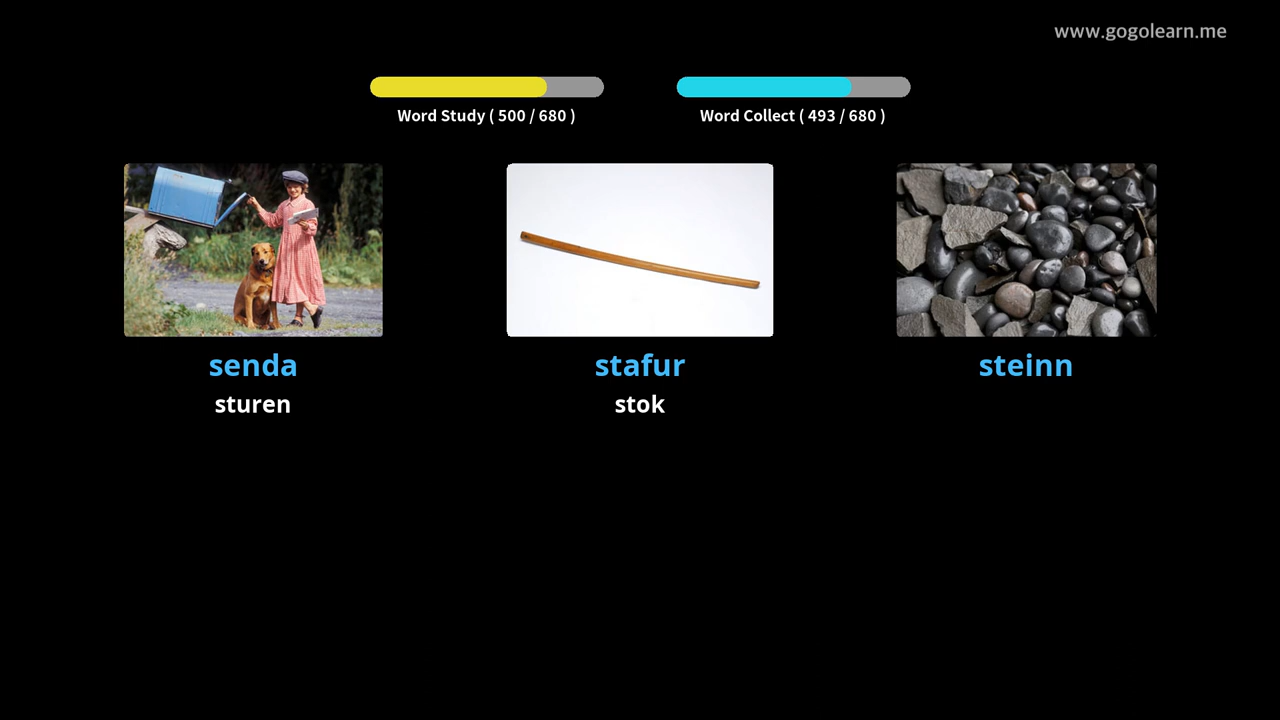 www.gogolearn.me
Word Study ( 500 / 680 )
Word Collect ( 493 / 680 )
senda
stafur
steinn
sturen
stok